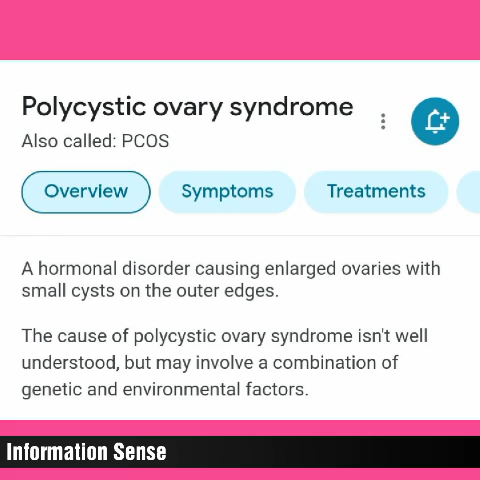 Polycystic ovary syndrome
Also called: PCOS
Overview
Symptoms
Treatments
A hormonal disorder causing enlarged ovaries with
small cysts on the outer edges.
The cause of polycystic ovary syndrome isn't well
understood, but may involve a combination of
genetic and environmental factors.
Information Sense